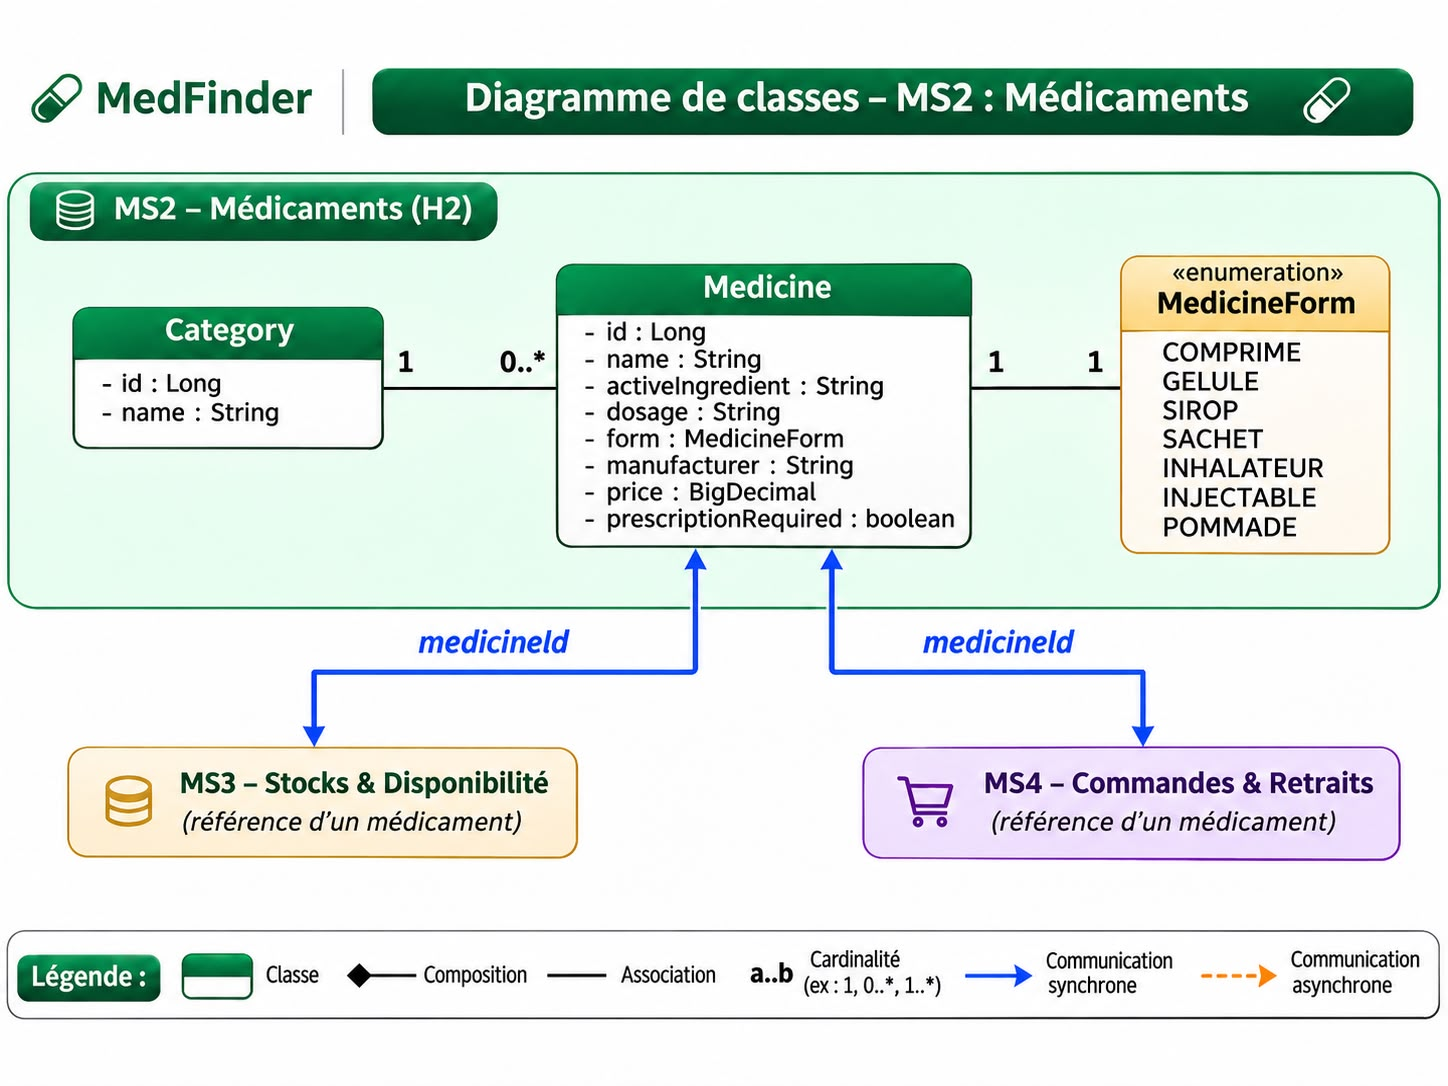 MedFinder
Diagramme de classes – MS2 : Médicaments
MS2 – Médicaments (H2)
Category
- id : Long
- name : String
1
0..*
Medicine
- id : Long
- name : String
- activeIngredient : String
- dosage : String
- form : MedicineForm
- manufacturer : String
- price : BigDecimal
- prescriptionRequired : boolean
1
1
«enumeration»
MedicineForm
COMPRIME
GELULE
SIROP
SACHET
INHALATEUR
INJECTABLE
POMMADE
medicineId
medicineId
MS3 – Stocks & Disponibilité
(référence d’un médicament)
MS4 – Commandes & Retraits
(référence d’un médicament)
Légende :
Classe
Composition
Association
a..b
Cardinalité
(ex : 1, 0..*, 1..*)
Communication
synchrone
Communication
asynchrone